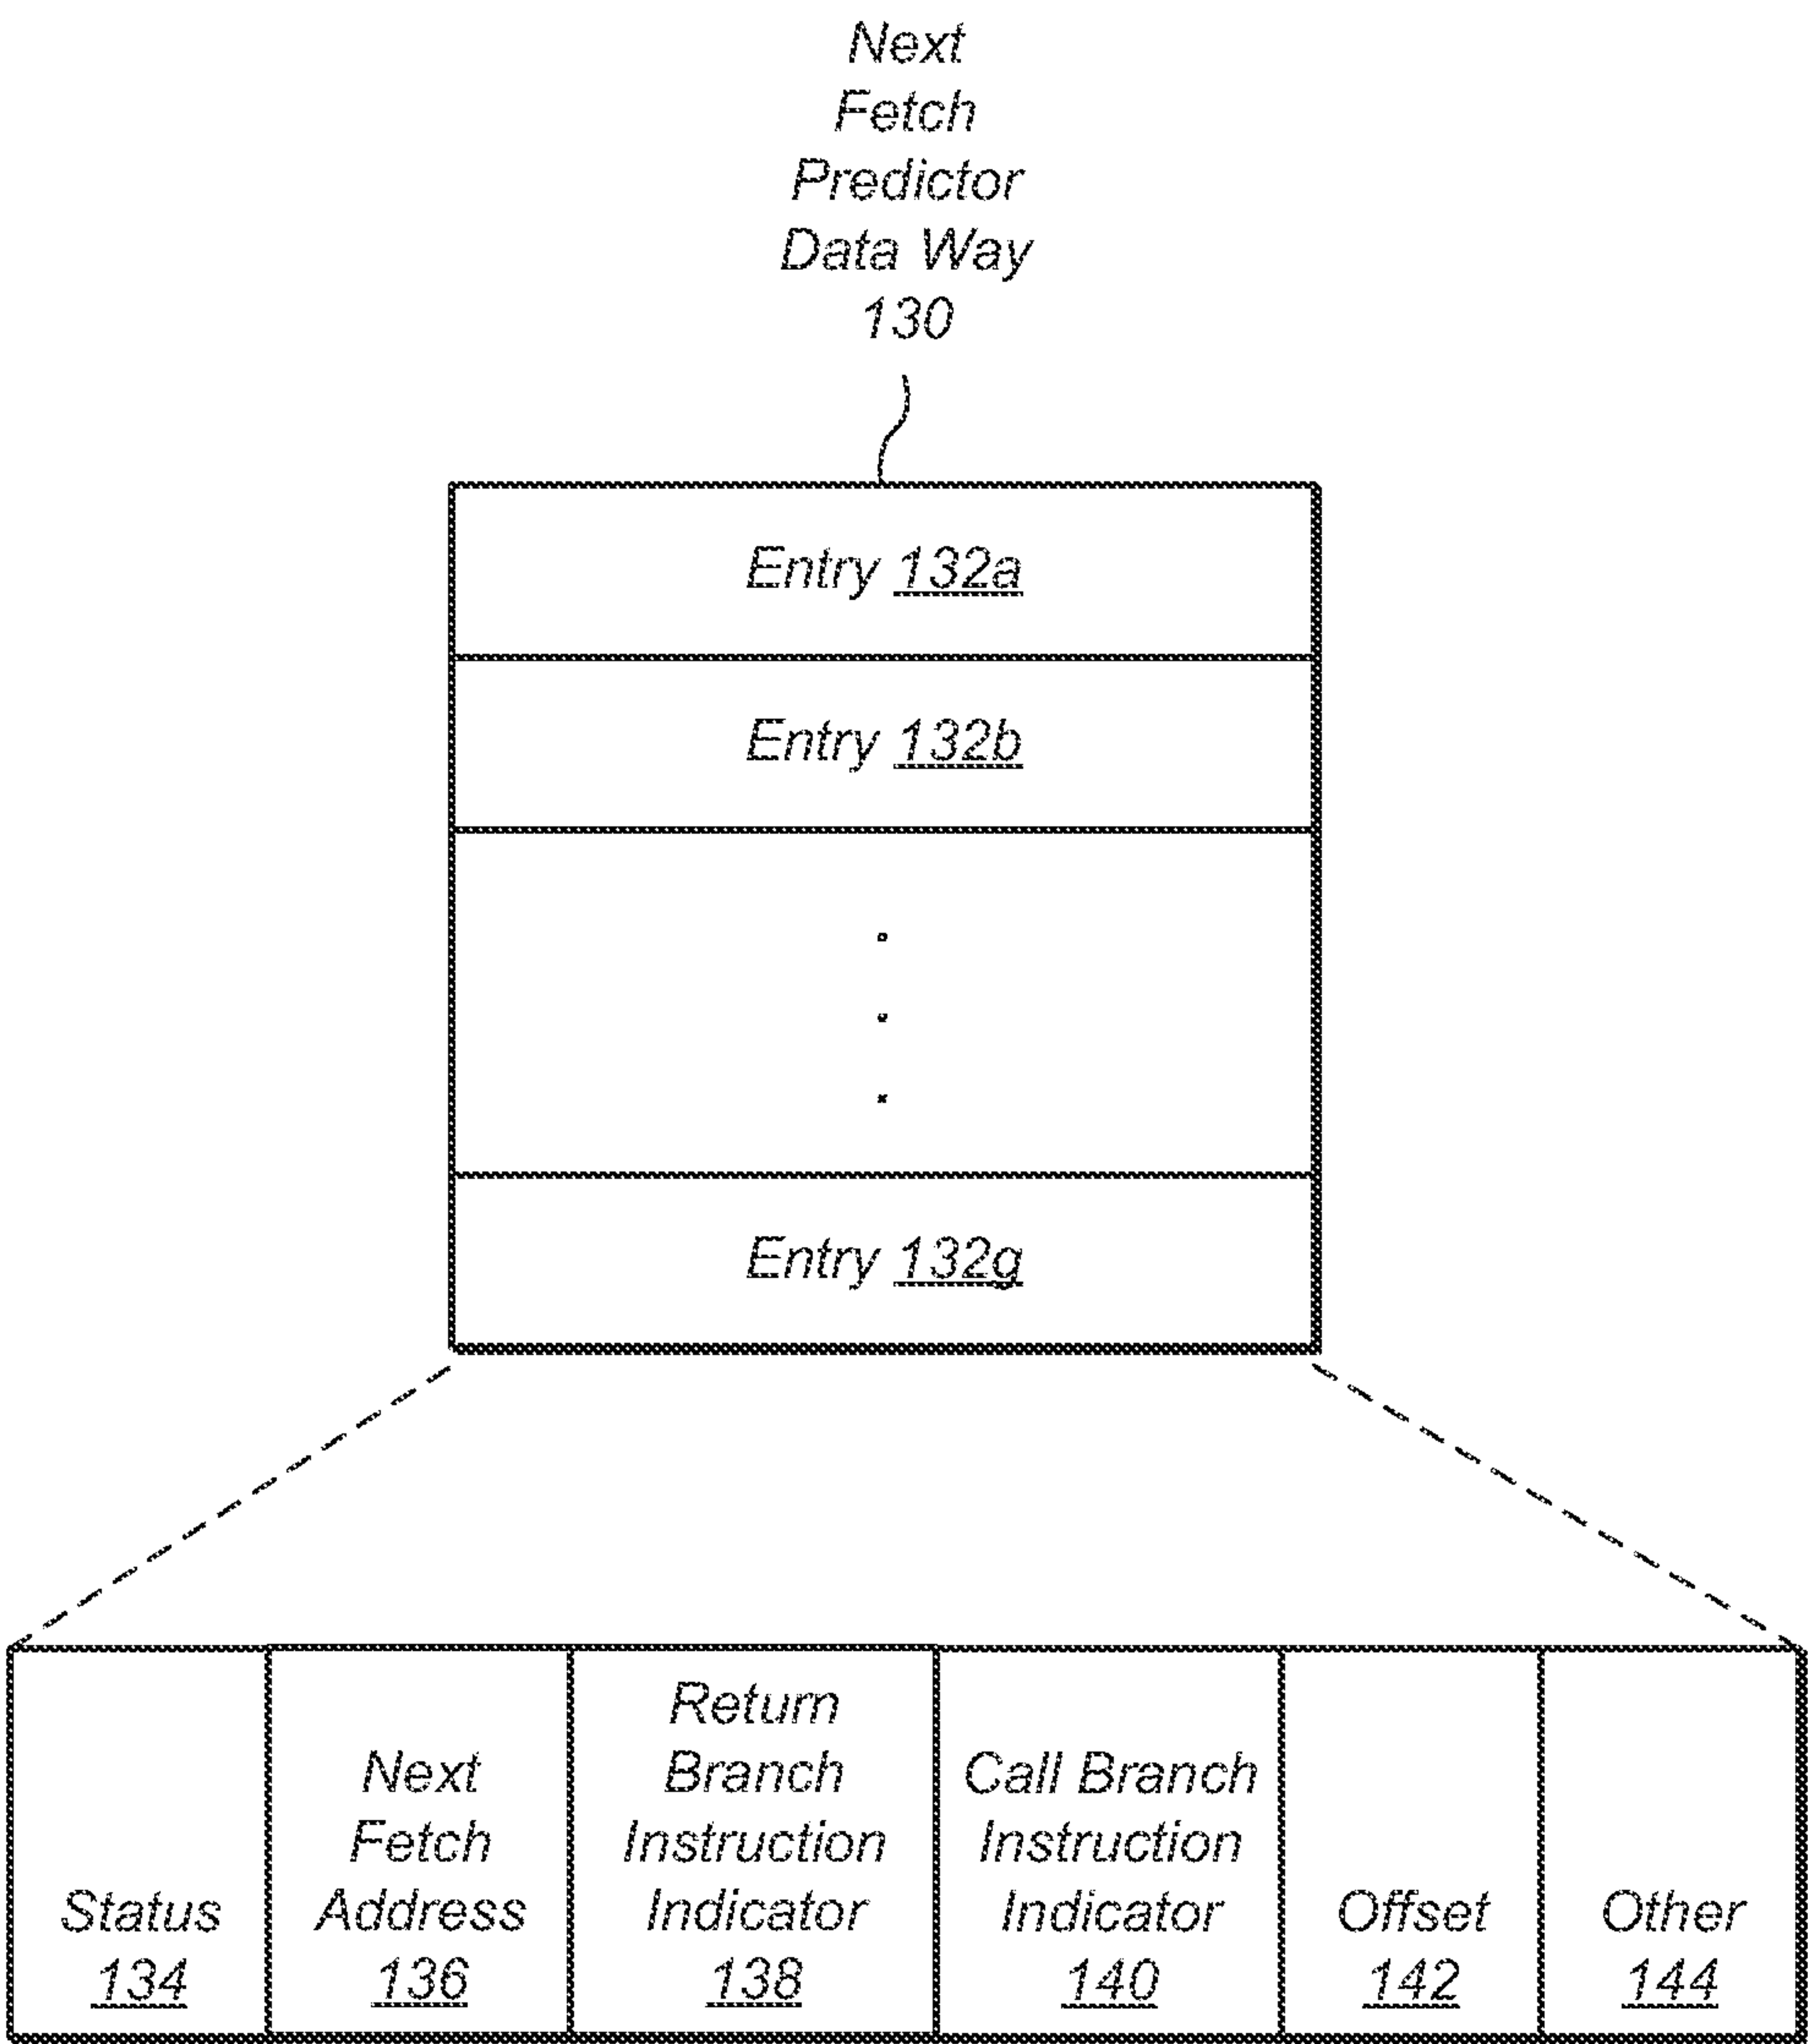 Next
Fetch
Predictor
Data Way
130
Entry 132a
Entry 132b
Entry 132g
Status
134
Next
Fetch
Address
136
Return
Branch
Instruction
Indicator
138
Call Branch
Instruction
Indicator
140
Offset
142
Other
144